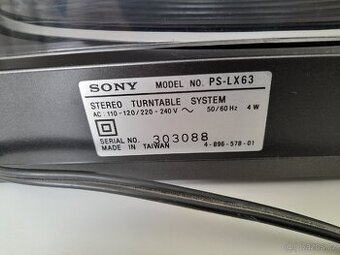 SONY MODEL NO. PS-LX63
STEREO TURNTABLE SYSTEM
AC: 110-120/220-240V ~ 50/60Hz 4W
SERIAL NO. 303088
MADE IN TAIWAN 4-896-578-01